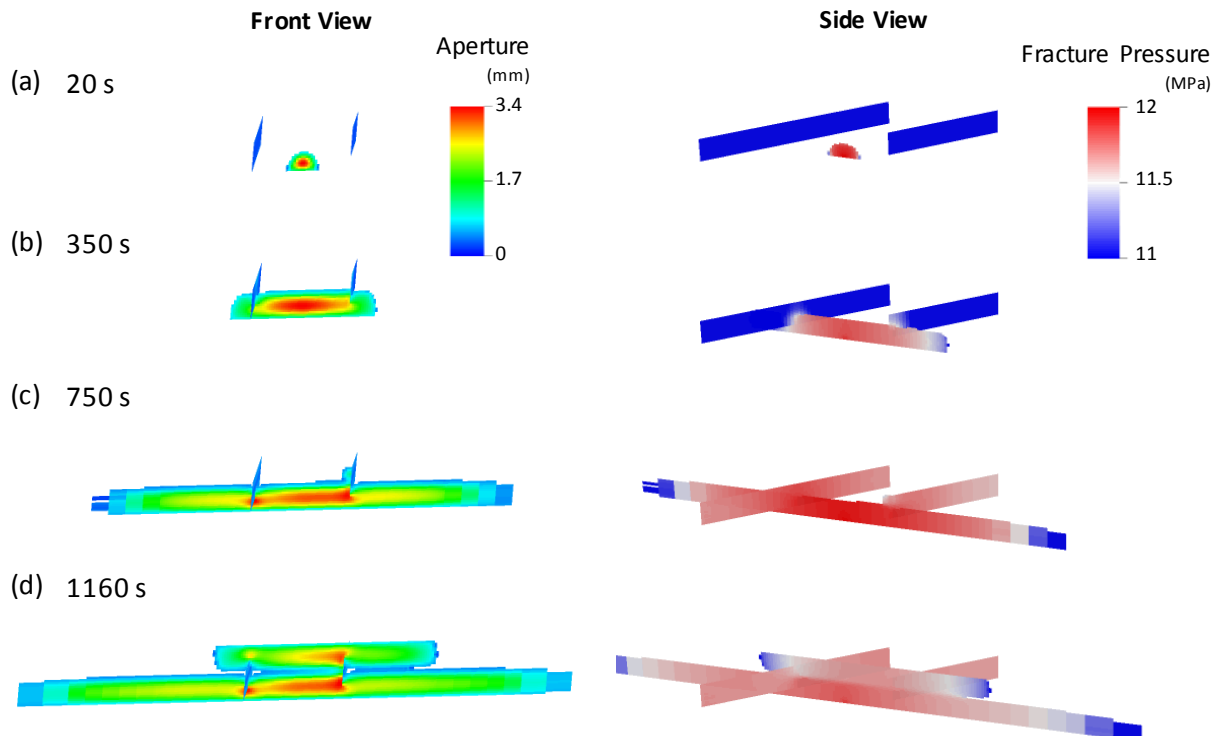 Front View
Side View
Aperture
(mm)
3.4
1.7
0
Fracture Pressure
(MPa)
12
11.5
11
(a) 20 s
(b) 350 s
(c) 750 s
(d) 1160 s